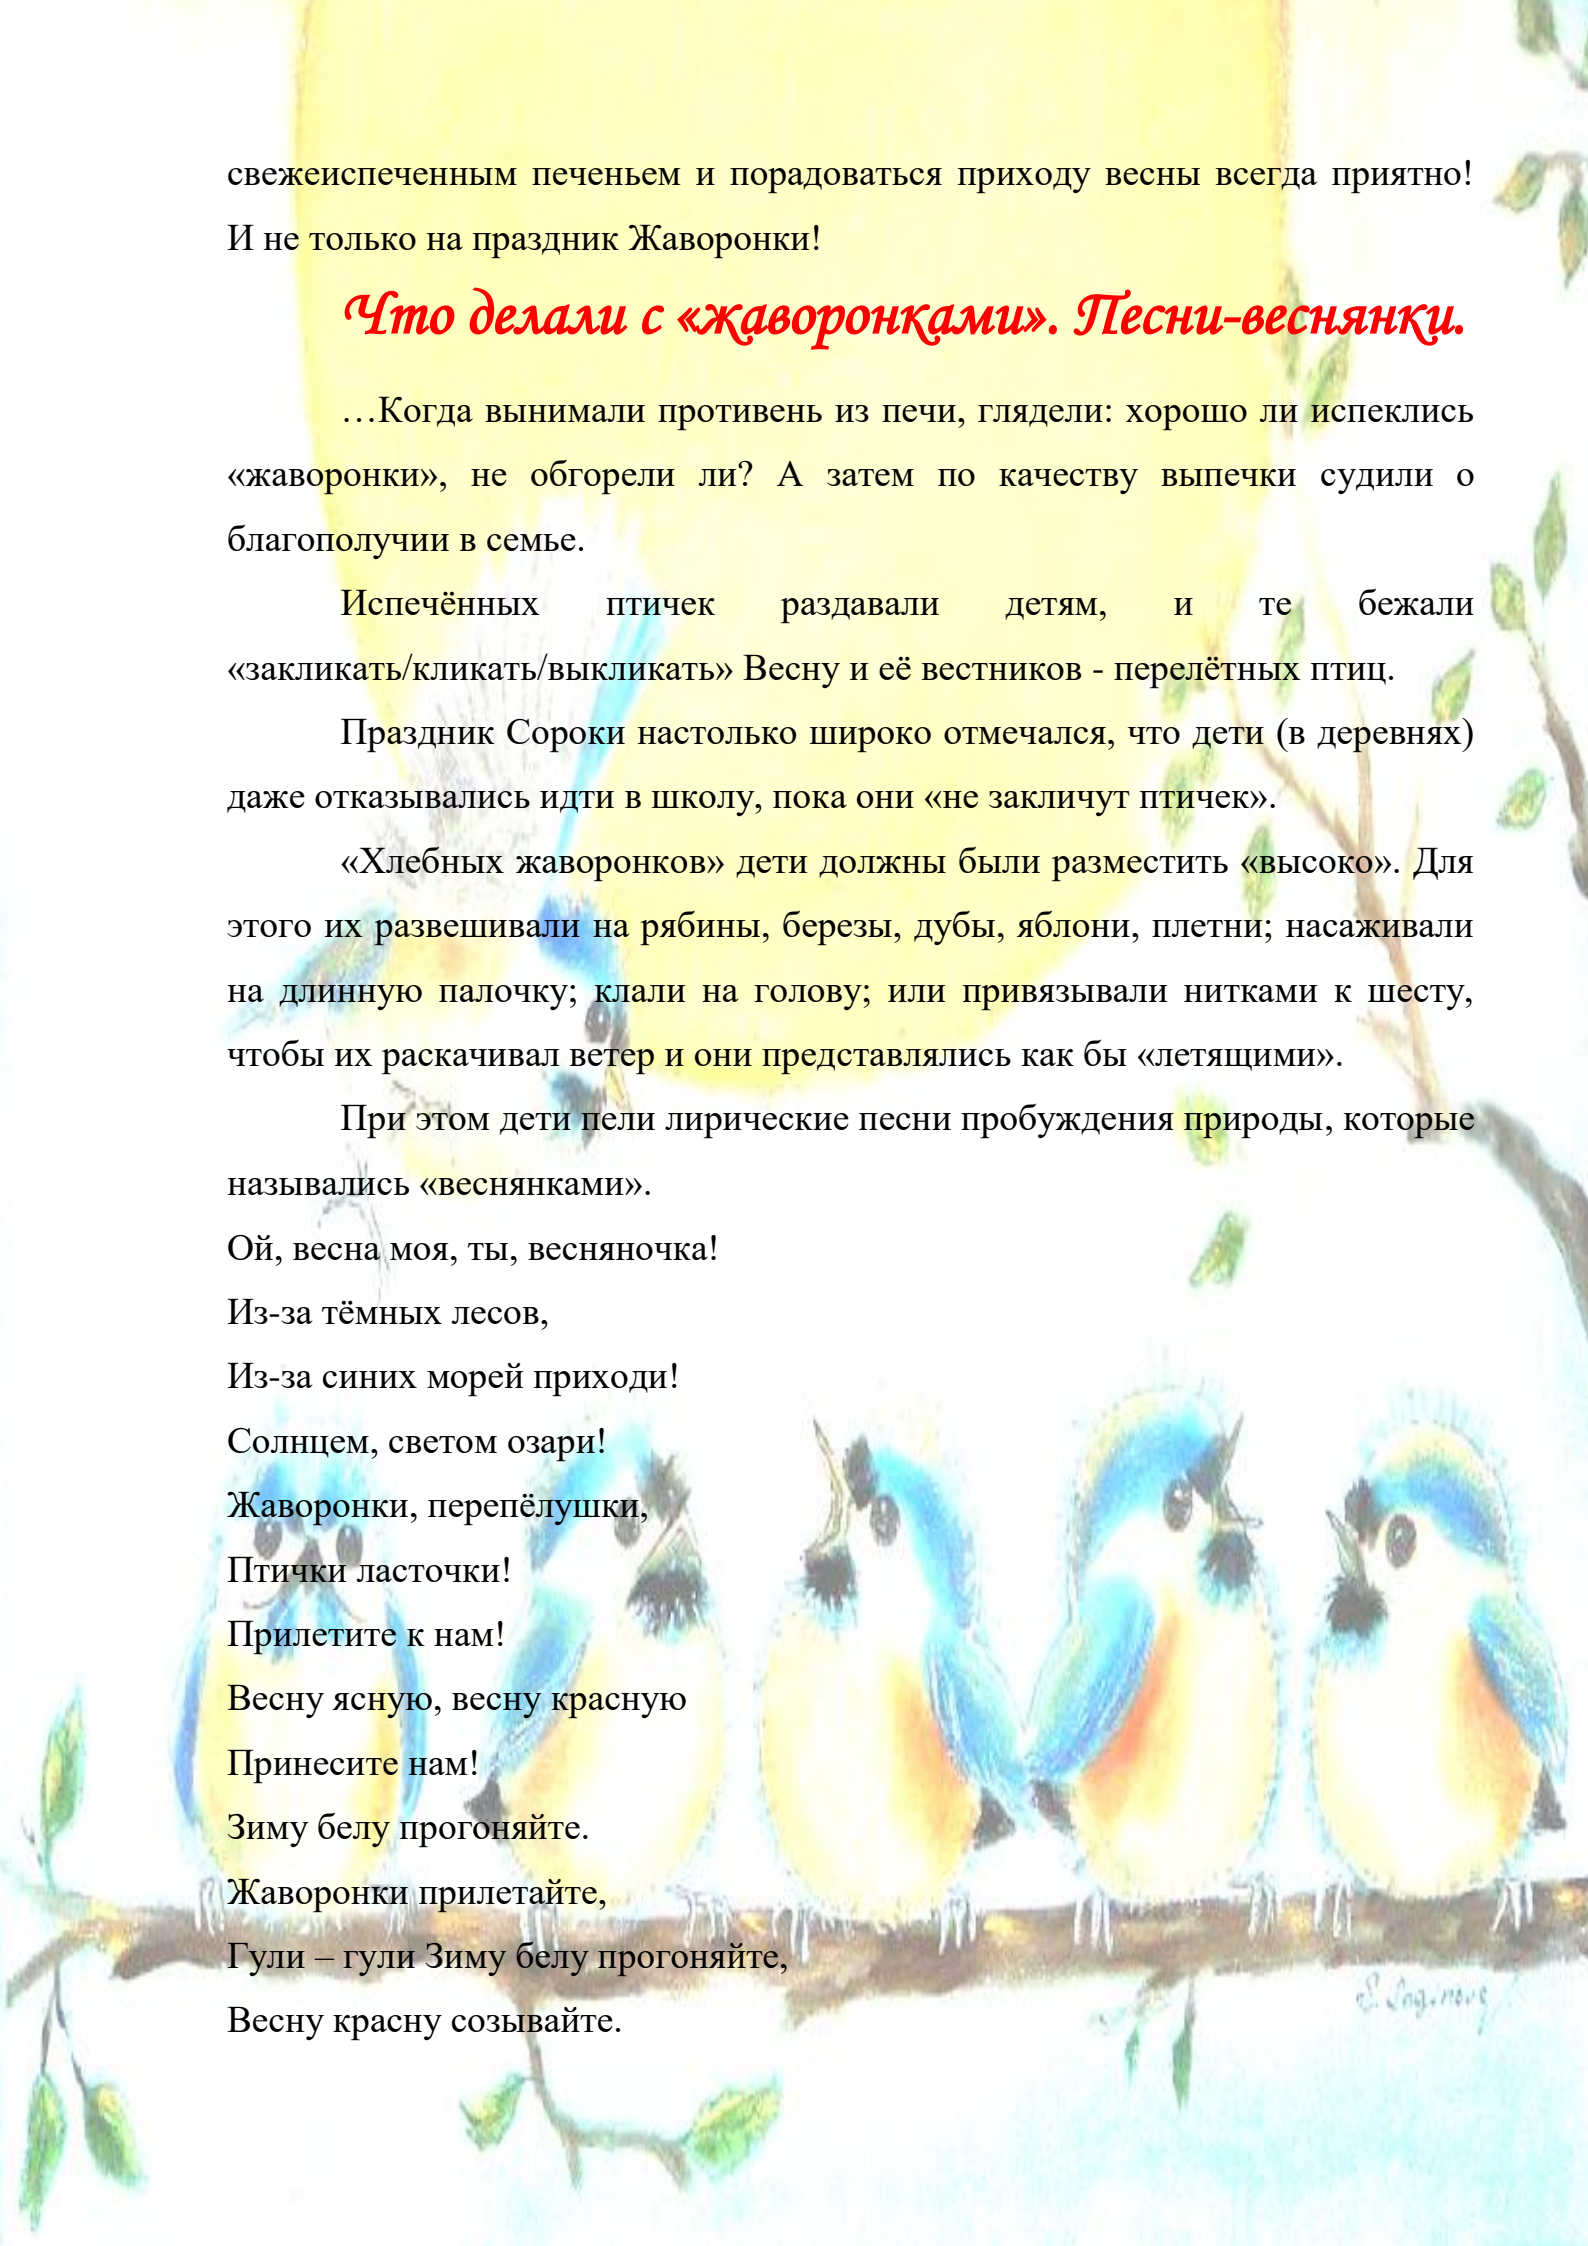 свежеиспеченным печеньем и порадоваться приходу весны всегда приятно!
И не только на праздник Жаворонки!
Что делали с «жаворонками». Песни-веснянки.
…Когда вынимали противень из печи, глядели: хорошо ли испеклись
«жаворонки», не обгорели ли? А затем по качеству выпечки судили о
благополучии в семье.
Испечённых птичек раздавали детям, и те бежали
«закликать/кликать/выкликать» Весну и её вестников - перелётных птиц.
Праздник Сороки настолько широко отмечался, что дети (в деревнях)
даже отказывались идти в школу, пока они «не закличут птичек».
«Хлебных жаворонков» дети должны были разместить «высоко». Для
этого их развешивали на рябины, березы, дубы, яблони, плетни; насаживали
на длинную палочку; клали на голову; или привязывали нитками к шесту,
чтобы их раскачивал ветер и они представлялись как бы «летящими».
При этом дети пели лирические песни пробуждения природы, которые
назывались «веснянками».
Ой, весна моя, ты, весняночка!
Из-за тёмных лесов,
Из-за синих морей приходи!
Солнцем, светом озари!
Жаворонки, перепёлушки,
Птички ласточки!
Прилетите к нам!
Весну ясную, весну красную
Принесите нам!
Зиму белу прогоняйте.
Жаворонки прилетайте,
Гули – гули Зиму белу прогоняйте,
Весну красну созывайте.